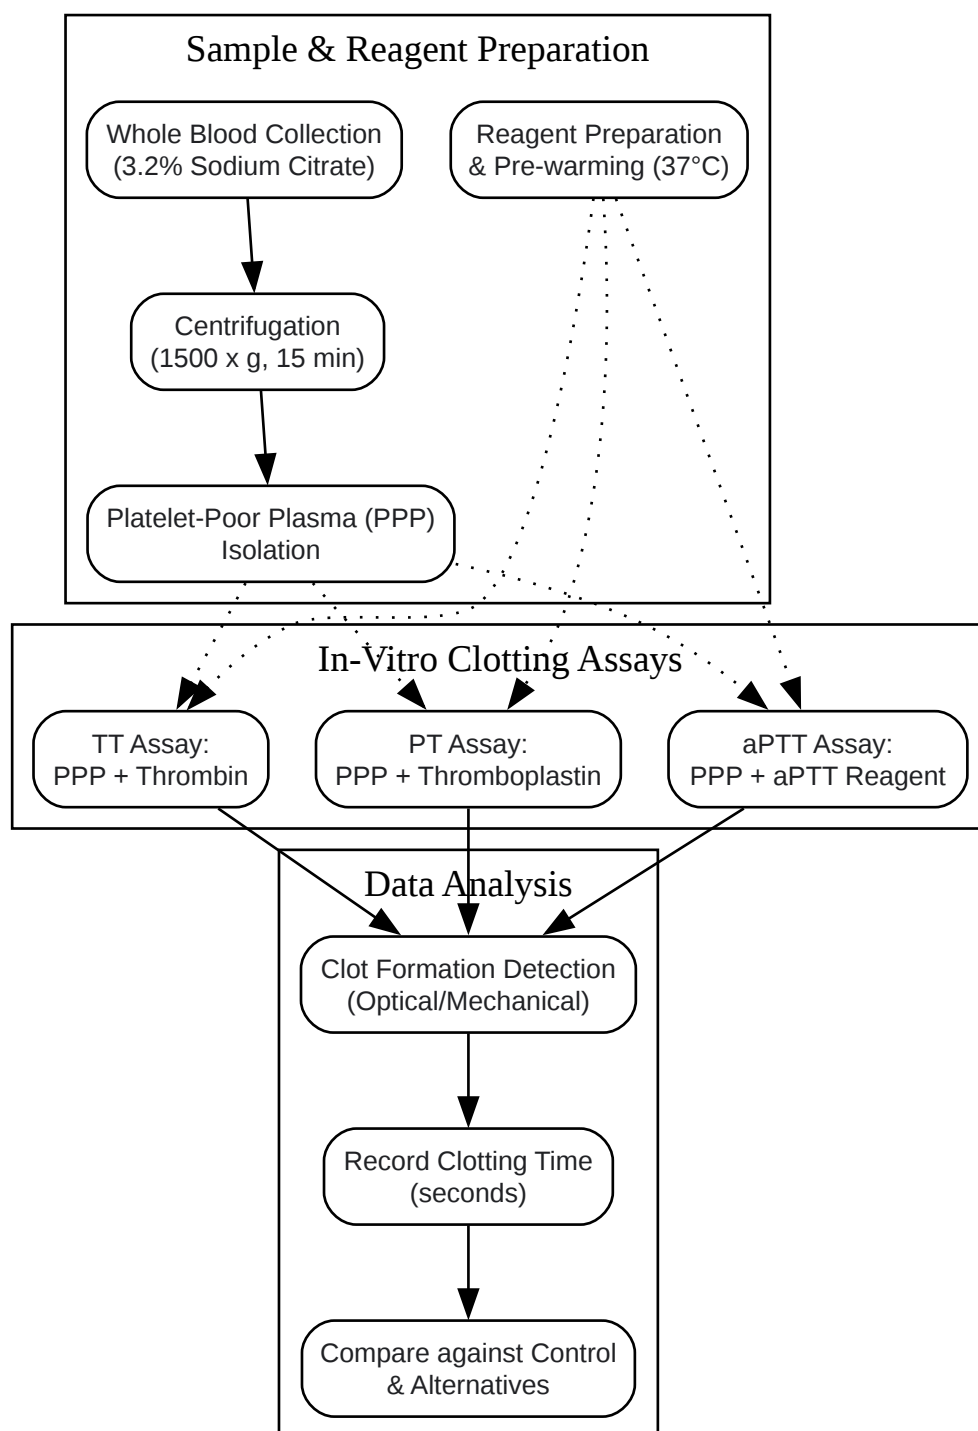 Sample & Reagent Preparation
Whole Blood Collection
(3.2% Sodium Citrate)
Reagent Preparation
& Pre-warming (37°C)
Centrifugation
(1500 x g, 15 min)
Platelet-Poor Plasma (PPP)
Isolation
In-Vitro Clotting Assays
TT Assay:
PPP + Thrombin
PT Assay:
PPP + Thromboplastin
aPTT Assay:
PPP + aPTT Reagent
Data Analysis
Clot Formation Detection
(Optical/Mechanical)
Record Clotting Time
(seconds)
Compare against Control
& Alternatives